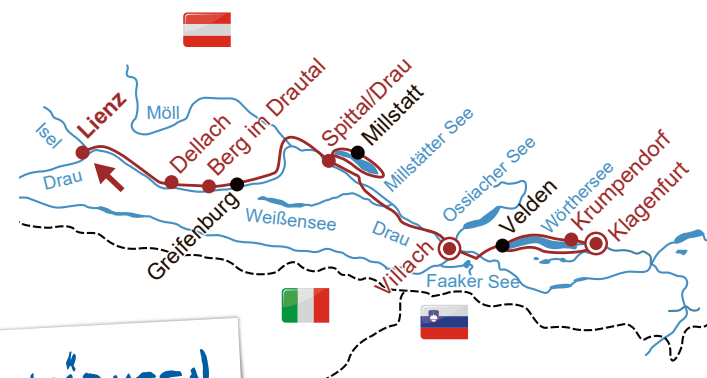 Isel
Lienz
Drau
Möll
Dellach
Berg im Drautal
Greifenburg
Spittal/Drau
Millstatt
Millstätter See
Weißensee
Drau
Villach
Ossiacher See
Faaker See
Velden
Wörthersee
Krumpendorf
Klagenfurt